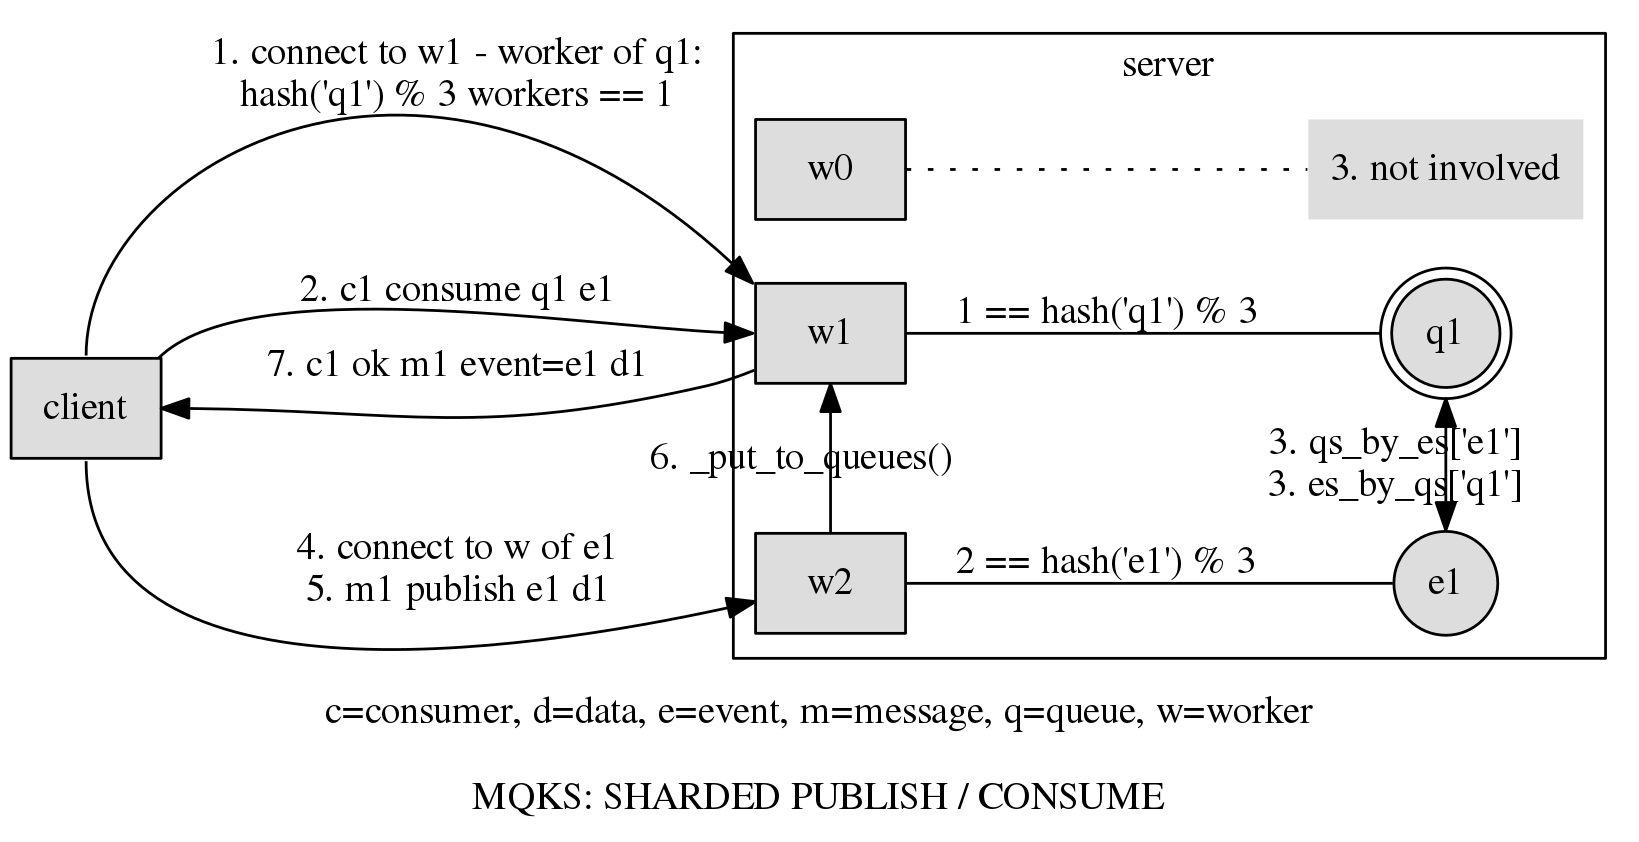 1. connect to w1 - worker of q1:
hash('q1') % 3 workers == 1
server
w0
3. not involved
2. c1 consume q1 e1
w1
1 == hash('q1') % 3
q1
7. c1 ok m1 event=e1 d1
client
6. _put_to_queues()
3. qs_by_es['e1']
3. es_by_qs['q1']
4. connect to w of e1
5. m1 publish e1 d1
w2
2 == hash('e1') % 3
e1
c=consumer, d=data, e=event, m=message, q=queue, w=worker
MQKS: SHARDED PUBLISH / CONSUME